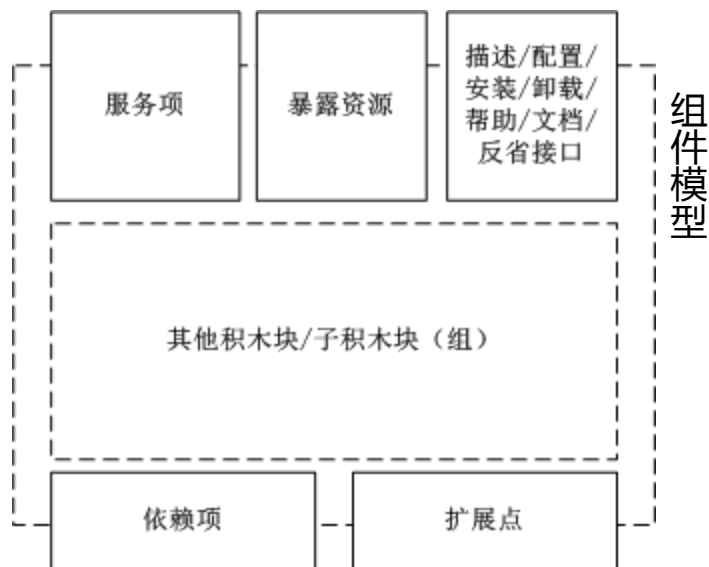 服务项
暴露资源
描述/配置/
安装/卸载/
帮助/文档/
反省接口
组件模型
其他积木块/子积木块（组）
依赖项
扩展点